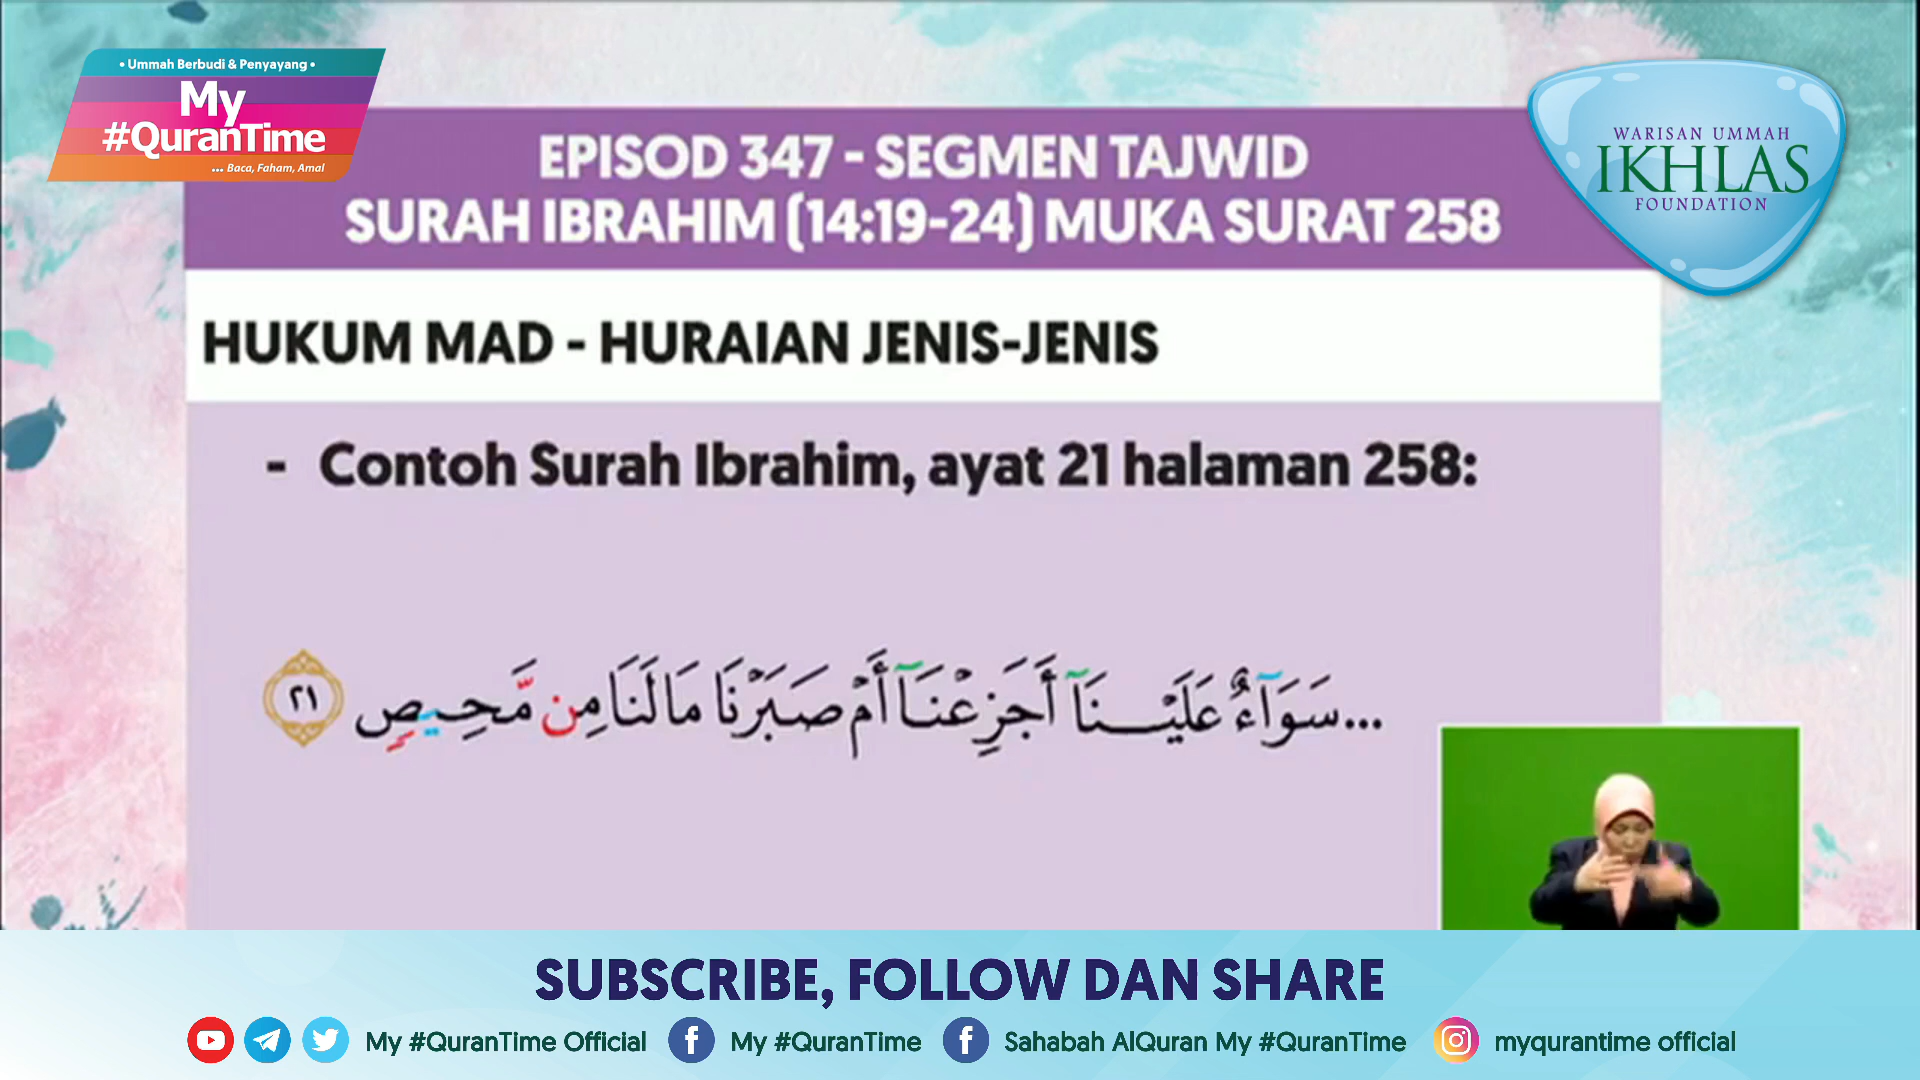 • Ummah Berbudi & Penyayang •
My
#QuranTime
... Baca, Faham, Amal
WARISAN UMMAH
IKHLAS
FOUNDATION
EPISOD 347 - SEGMEN TAJWID
SURAH IBRAHIM (14:19-24) MUKA SURAT 258
HUKUM MAD - HURAIAN JENIS-JENIS
- Contoh Surah Ibrahim, ayat 21 halaman 258:
...سَوَآءٌ عَلَيْـنَآ أَجَزِعْنَآ أَمْ صَبَرْنَا مَا لَنَا مِن مَّحِيصٍ ٢١
SUBSCRIBE, FOLLOW DAN SHARE
My #QuranTime Official My #QuranTime Sahabah AlQuran My #QuranTime myqurantime official